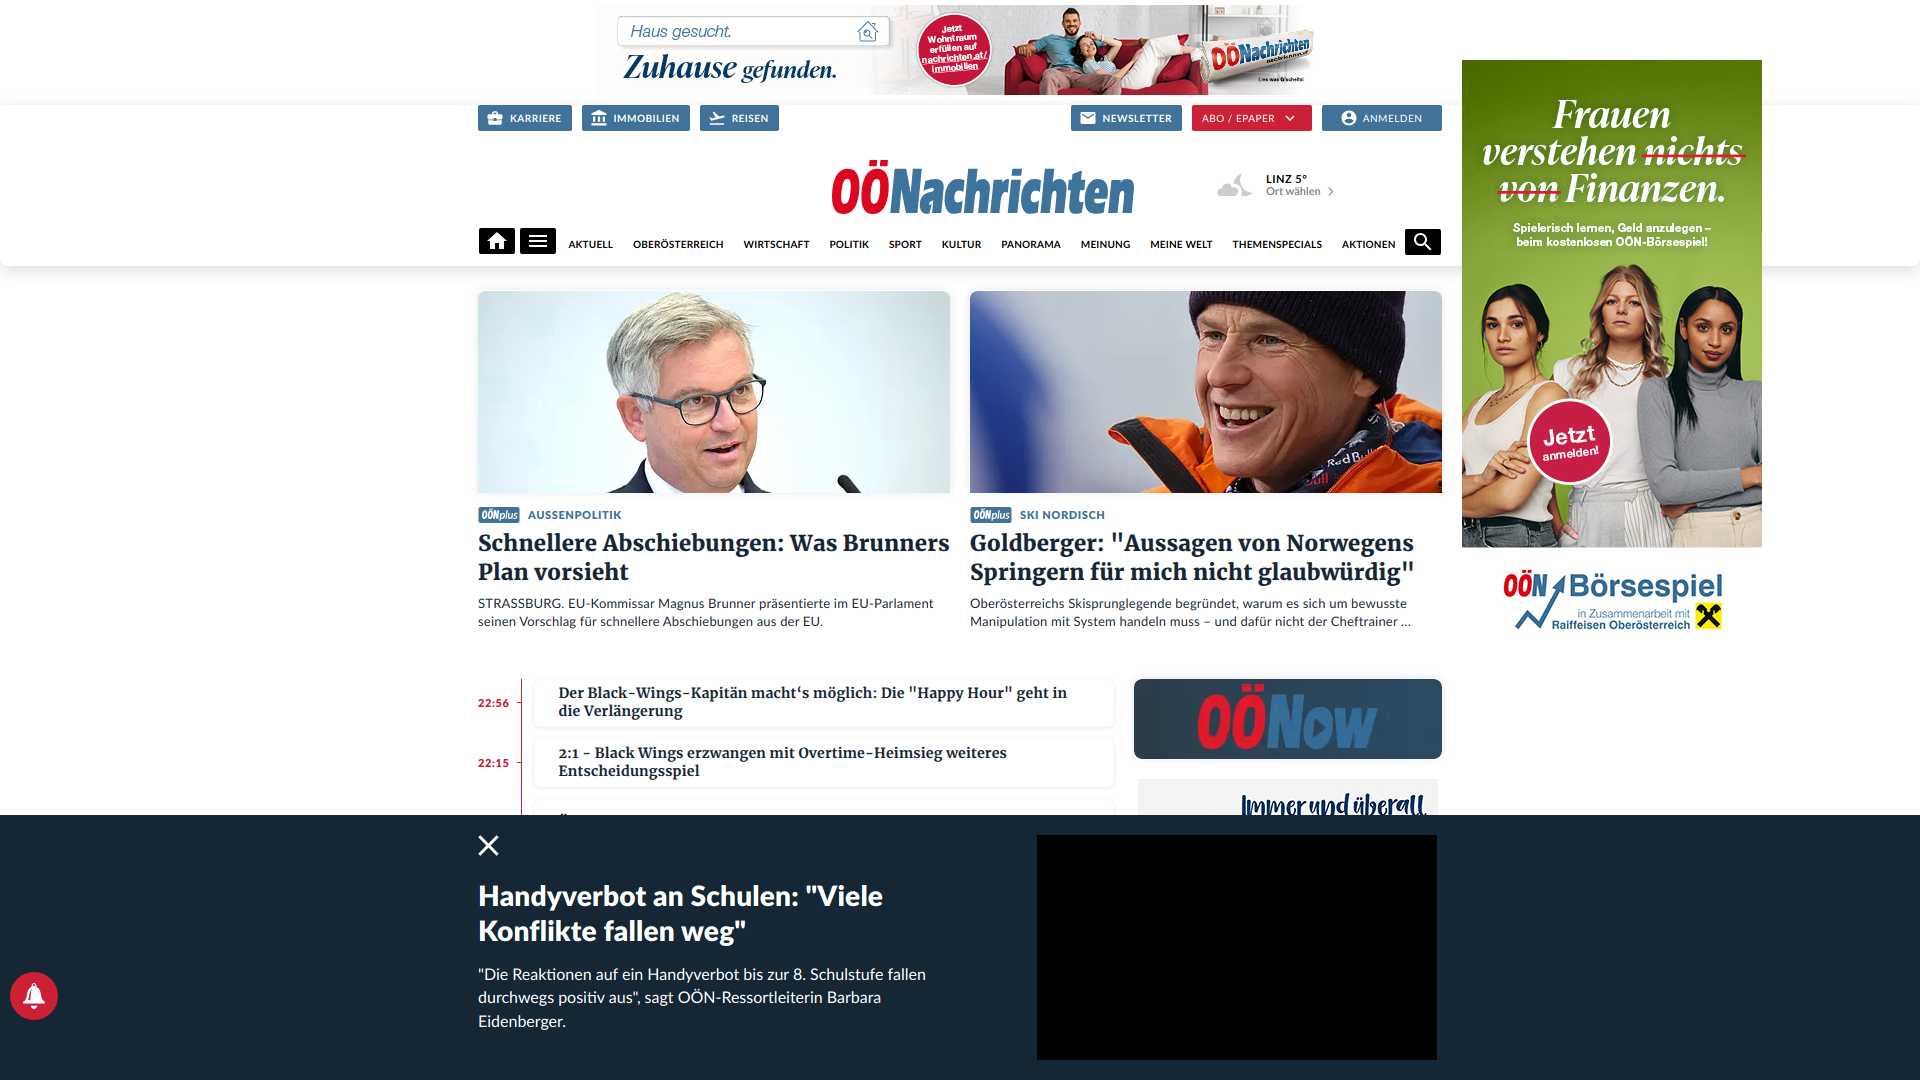 Haus gesucht.
Zuhause gefunden.
Jetzt
Wohntraum
erfüllen auf
nachrichten.at/
immobilien
OÖNachrichten
Lies was G'scheits!
KARRIERE
IMMOBILIEN
REISEN
NEWSLETTER
ABO / EPAPER
ANMELDEN
OÖNachrichten
LINZ 5°
Ort wählen
AKTUELL
OBERÖSTERREICH
WIRTSCHAFT
POLITIK
SPORT
KULTUR
PANORAMA
MEINUNG
MEINE WELT
THEMENSPECIALS
AKTIONEN
Frauen
verstehen nichts
von Finanzen.
Spielerisch lernen, Geld anzulegen –
beim kostenlosen OÖN-Börsespiel!
Jetzt
anmelden!
OÖN Börsespiel
in Zusammenarbeit mit
Raiffeisen Oberösterreich
Red Bull
OÖNplus AUSSENPOLITIK
Schnellere Abschiebungen: Was Brunners
Plan vorsieht
STRASSBURG. EU-Kommissar Magnus Brunner präsentierte im EU-Parlament
seinen Vorschlag für schnellere Abschiebungen aus der EU.
OÖNplus SKI NORDISCH
Goldberger: "Aussagen von Norwegens
Springern für mich nicht glaubwürdig"
Oberösterreichs Skisprunglegende begründet, warum es sich um bewusste
Manipulation mit System handeln muss – und dafür nicht der Cheftrainer ...
22:56
Der Black-Wings-Kapitän macht‘s möglich: Die "Happy Hour" geht in
die Verlängerung
22:15
2:1 - Black Wings erzwangen mit Overtime-Heimsieg weiteres
Entscheidungsspiel
OÖNow
Immer und überall
Handyverbot an Schulen: "Viele
Konflikte fallen weg"
"Die Reaktionen auf ein Handyverbot bis zur 8. Schulstufe fallen
durchwegs positiv aus", sagt OÖN-Ressortleiterin Barbara
Eidenberger.